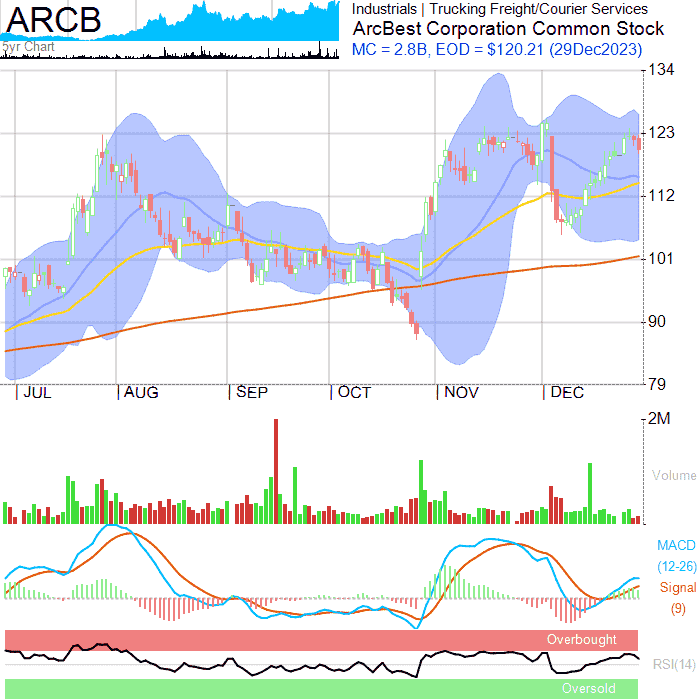 ARCB
5yr Chart
Industrials | Trucking Freight/Courier Services
ArcBest Corporation Common Stock
MC = 2.8B, EOD = $120.21 (29Dec2023)
134
123
112
101
90
79
JUL AUG SEP OCT NOV DEC
2M
Volume
MACD
(12-26)
Signal
(9)
Overbought
RSI(14)
Oversold